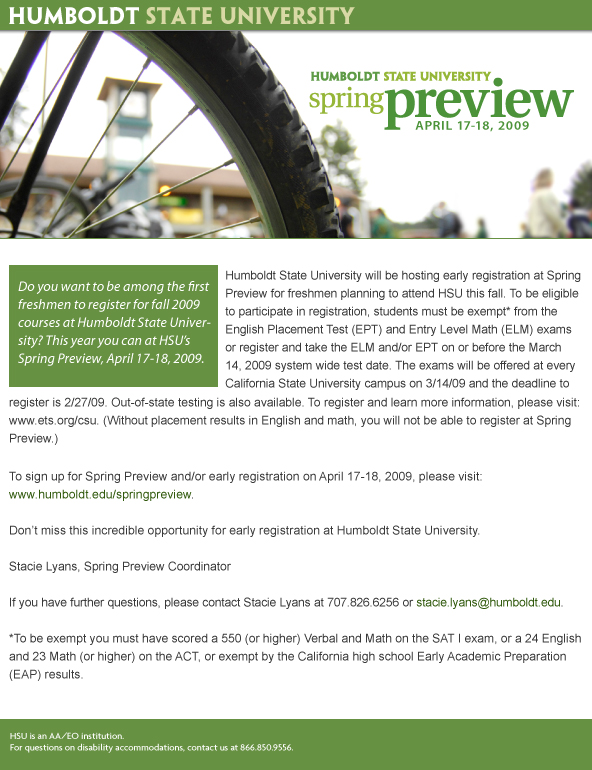 HUMBOLDT STATE UNIVERSITY
HUMBOLDT STATE UNIVERSITY
spring preview
APRIL 17-18, 2009
Do you want to be among the first
freshmen to register for fall 2009
courses at Humboldt State Univer-
sity? This year you can at HSU's
Spring Preview, April 17-18, 2009.
Humboldt State University will be hosting early registration at Spring
Preview for freshmen planning to attend HSU this fall. To be eligible
to participate in registration, students must be exempt* from the
English Placement Test (EPT) and Entry Level Math (ELM) exams
or register and take the ELM and/or EPT on or before the March
14, 2009 system wide test date. The exams will be offered at every
California State University campus on 3/14/09 and the deadline to
register is 2/27/09. Out-of-state testing is also available. To register and learn more information, please visit:
www.ets.org/csu. (Without placement results in English and math, you will not be able to register at Spring
Preview.)
To sign up for Spring Preview and/or early registration on April 17-18, 2009, please visit:
www.humboldt.edu/springpreview.
Don't miss this incredible opportunity for early registration at Humboldt State University.
Stacie Lyans, Spring Preview Coordinator
If you have further questions, please contact Stacie Lyans at 707.826.6256 or stacie.lyans@humboldt.edu.
*To be exempt you must have scored a 550 (or higher) Verbal and Math on the SAT I exam, or a 24 English
and 23 Math (or higher) on the ACT, or exempt by the California high school Early Academic Preparation
(EAP) results.
HSU is an AA/EO institution.
For questions on disability accommodations, contact us at 866.850.9556.